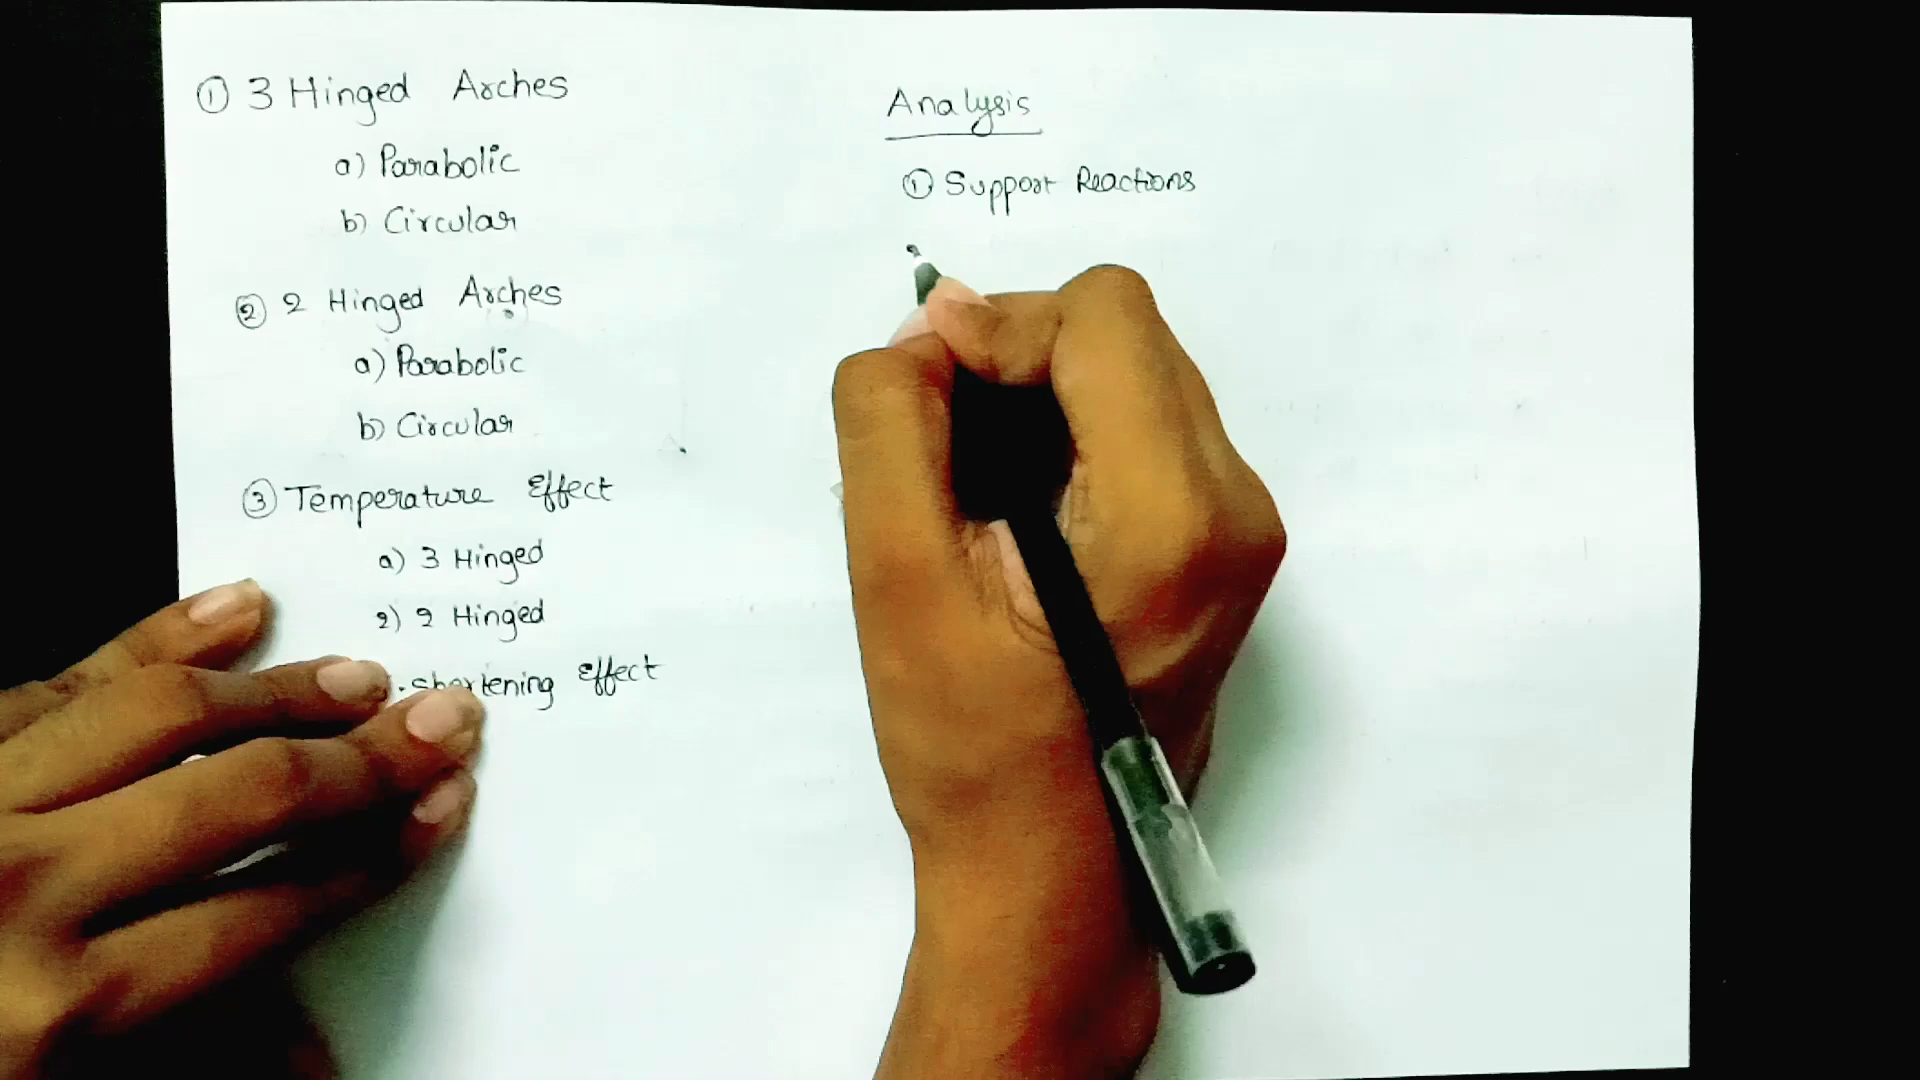 ① 3 Hinged Arches
a) Parabolic
b) Circular
② 2 Hinged Arches
a) Parabolic
b) Circular
③ Temperature Effect
a) 3 Hinged
2) 2 Hinged
shortening Effect
Analysis
① Support Reactions